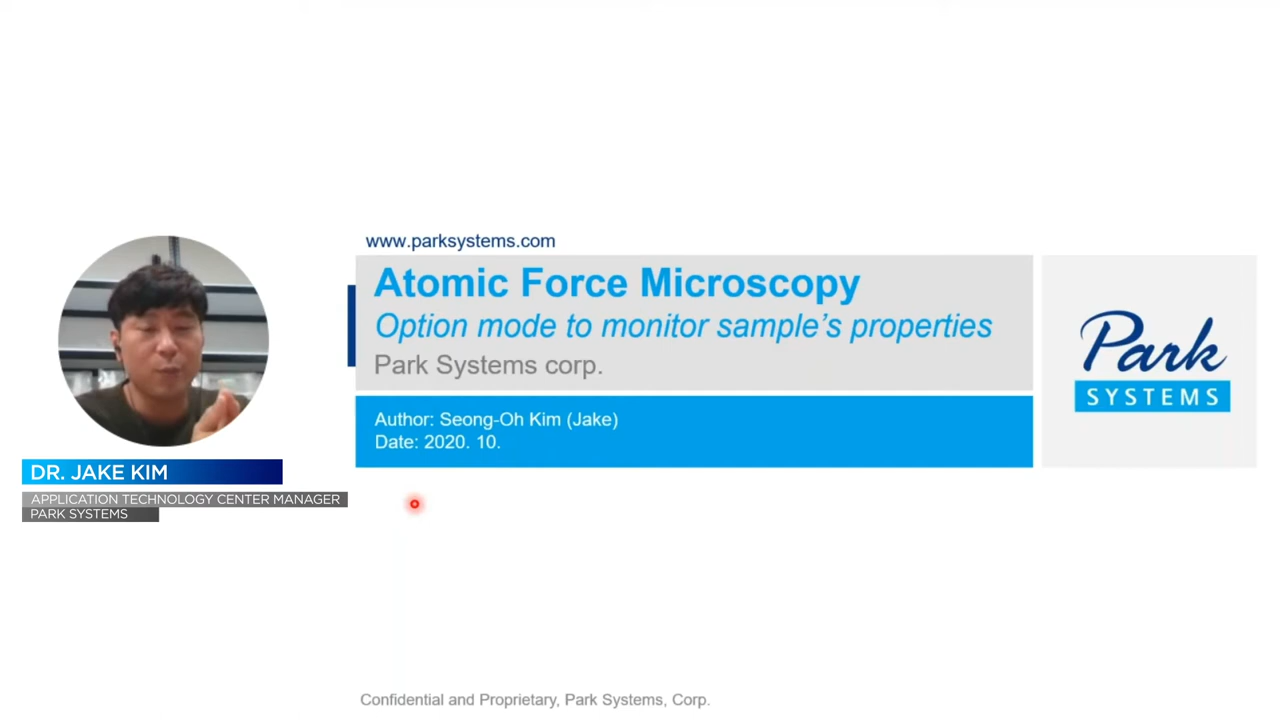 www.parksystems.com
Atomic Force Microscopy
Option mode to monitor sample's properties
Park Systems corp.
Author: Seong-Oh Kim (Jake)
Date: 2020. 10.
Park
SYSTEMS
DR. JAKE KIM
APPLICATION TECHNOLOGY CENTER MANAGER
PARK SYSTEMS
Confidential and Proprietary, Park Systems, Corp.